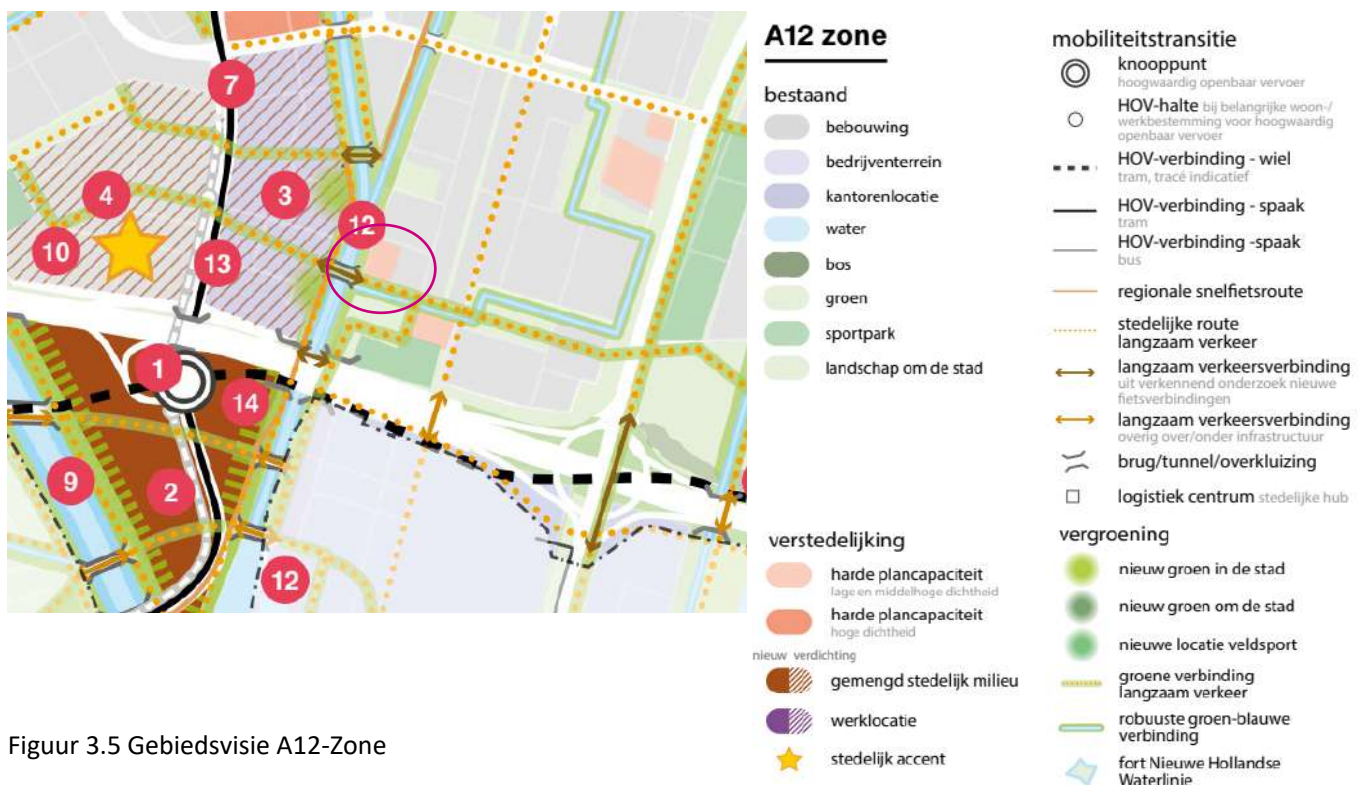 7
3
4
12
10
13
1
14
9
2
12
Figuur 3.5 Gebiedsvisie A12-Zone
A12 zone
bestaand
bebouwing
bedrijventerrein
kantorenlocatie
water
bos
groen
sportpark
landschap om de stad
verstedelijking
harde plancapaciteit
lage en middelhoge dichtheid
harde plancapaciteit
hoge dichtheid
nieuw verdichting
gemengd stedelijk milieu
werklocatie
stedelijk accent
mobiliteitstransitie
knooppunt
hoogwaardig openbaar vervoer
HOV-halte bij belangrijke woon-/
werkbestemming voor hoogwaardig
openbaar vervoer
HOV-verbinding - wiel
tram, tracé indicatief
HOV-verbinding - spaak
tram
HOV-verbinding -spaak
bus
regionale snelfietsroute
stedelijke route
langzaam verkeer
langzaam verkeersverbinding
uit verkennend onderzoek nieuwe
fietsverbindingen
langzaam verkeersverbinding
overig over/onder infrastructuur
brug/tunnel/overkluizing
logistiek centrum stedelijke hub
vergroening
nieuw groen in de stad
nieuw groen om de stad
nieuwe locatie veldsport
groene verbinding
langzaam verkeer
robuuste groen-blauwe
verbinding
fort Nieuwe Hollandse
Waterlinie